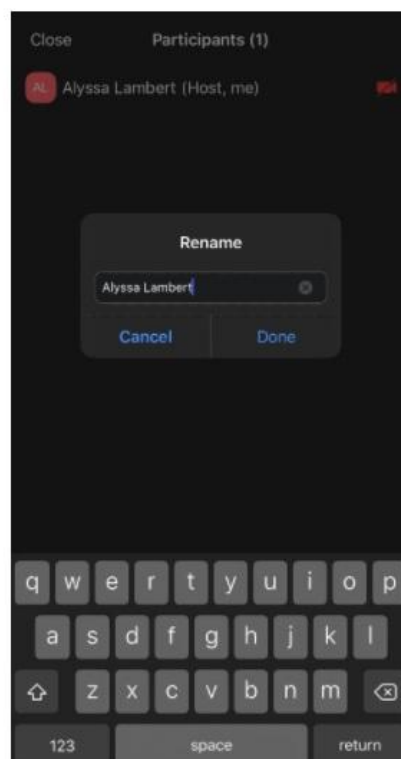 Close Participants (1)
AL Alyssa Lambert (Host, me)
Rename
Alyssa Lambert
Cancel Done
q w e r t y u i o p
a s d f g h j k l
z x c v b n m
123 space return